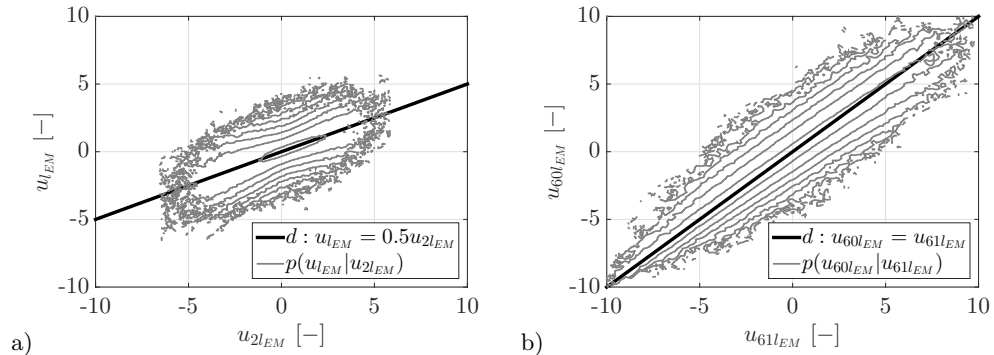 10
5
0
-5
-10
-10 -5 0 5 10
u_{l_{EM}} [−]
u_{2l_{EM}} [−]
d : u_{l_{EM}} = 0.5u_{2l_{EM}}
p(u_{l_{EM}}|u_{2l_{EM}})
a)
10
5
0
-5
-10
-10 -5 0 5 10
u_{60l_{EM}} [−]
u_{61l_{EM}} [−]
d : u_{60l_{EM}} = u_{61l_{EM}}
p(u_{60l_{EM}}|u_{61l_{EM}})
b)